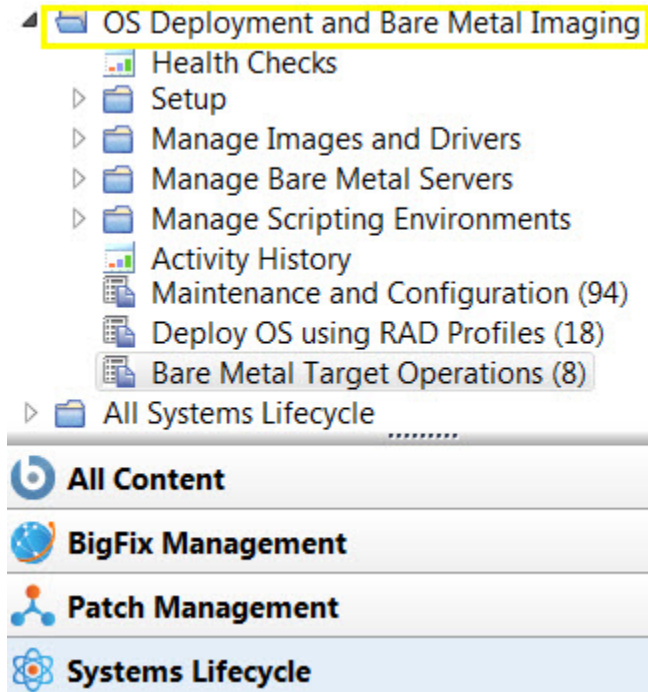 OS Deployment and Bare Metal Imaging
Health Checks
Setup
Manage Images and Drivers
Manage Bare Metal Servers
Manage Scripting Environments
Activity History
Maintenance and Configuration (94)
Deploy OS using RAD Profiles (18)
Bare Metal Target Operations (8)
All Systems Lifecycle
All Content
BigFix Management
Patch Management
Systems Lifecycle